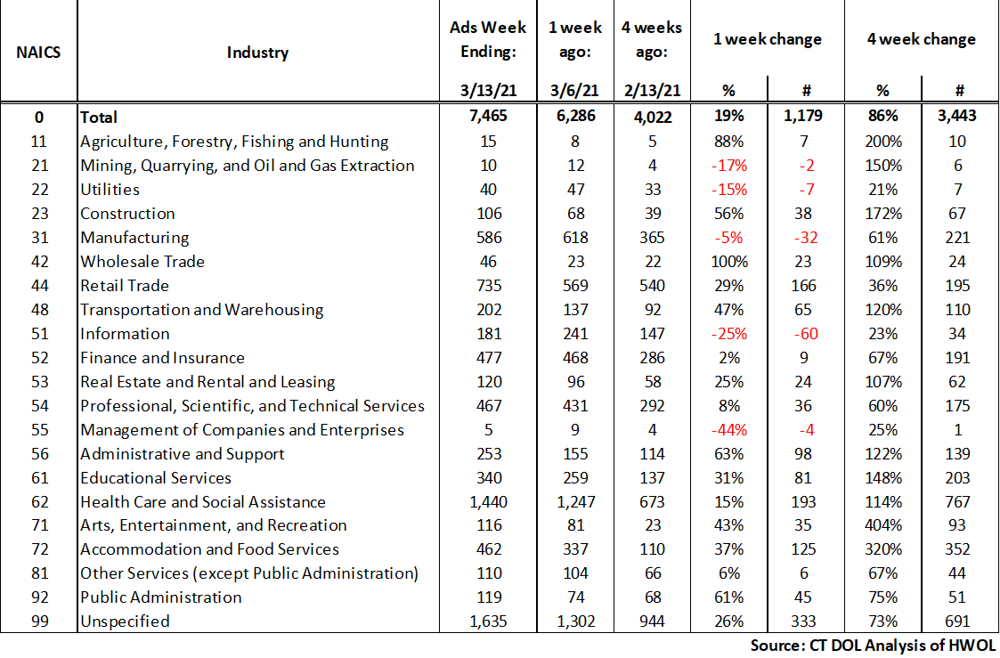 NAICS Industry Ads Week Ending: 1 week ago: 4 weeks ago: 1 week change 4 week change
3/13/21 3/6/21 2/13/21 % # % #
0 Total 7,465 6,286 4,022 19% 1,179 86% 3,443
11 Agriculture, Forestry, Fishing and Hunting 15 8 5 88% 7 200% 10
21 Mining, Quarrying, and Oil and Gas Extraction 10 12 4 -17% -2 150% 6
22 Utilities 40 47 33 -15% -7 21% 7
23 Construction 106 68 39 56% 38 172% 67
31 Manufacturing 586 618 365 -5% -32 61% 221
42 Wholesale Trade 46 23 22 100% 23 109% 24
44 Retail Trade 735 569 540 29% 166 36% 195
48 Transportation and Warehousing 202 137 92 47% 65 120% 110
51 Information 181 241 147 -25% -60 23% 34
52 Finance and Insurance 477 468 286 2% 9 67% 191
53 Real Estate and Rental and Leasing 120 96 58 25% 24 107% 62
54 Professional, Scientific, and Technical Services 467 431 292 8% 36 60% 175
55 Management of Companies and Enterprises 5 9 4 -44% -4 25% 1
56 Administrative and Support 253 155 114 63% 98 122% 139
61 Educational Services 340 259 137 31% 81 148% 203
62 Health Care and Social Assistance 1,440 1,247 673 15% 193 114% 767
71 Arts, Entertainment, and Recreation 116 81 23 43% 35 404% 93
72 Accommodation and Food Services 462 337 110 37% 125 320% 352
81 Other Services (except Public Administration) 110 104 66 6% 6 67% 44
92 Public Administration 119 74 68 61% 45 75% 51
99 Unspecified 1,635 1,302 944 26% 333 73% 691
Source: CT DOL Analysis of HWOL